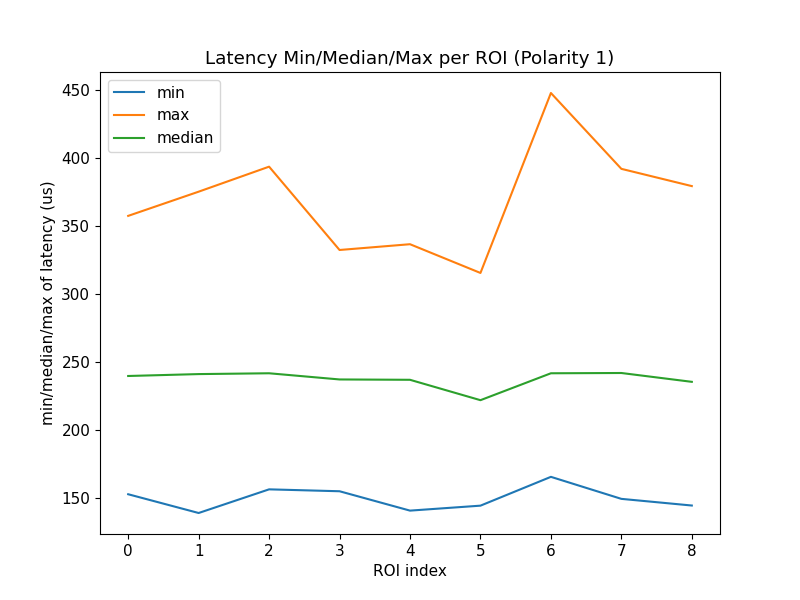 Latency Min/Median/Max per ROI (Polarity 1)
min
max
median
450
400
350
300
250
200
150
min/median/max of latency (us)
0 1 2 3 4 5 6 7 8
ROI index